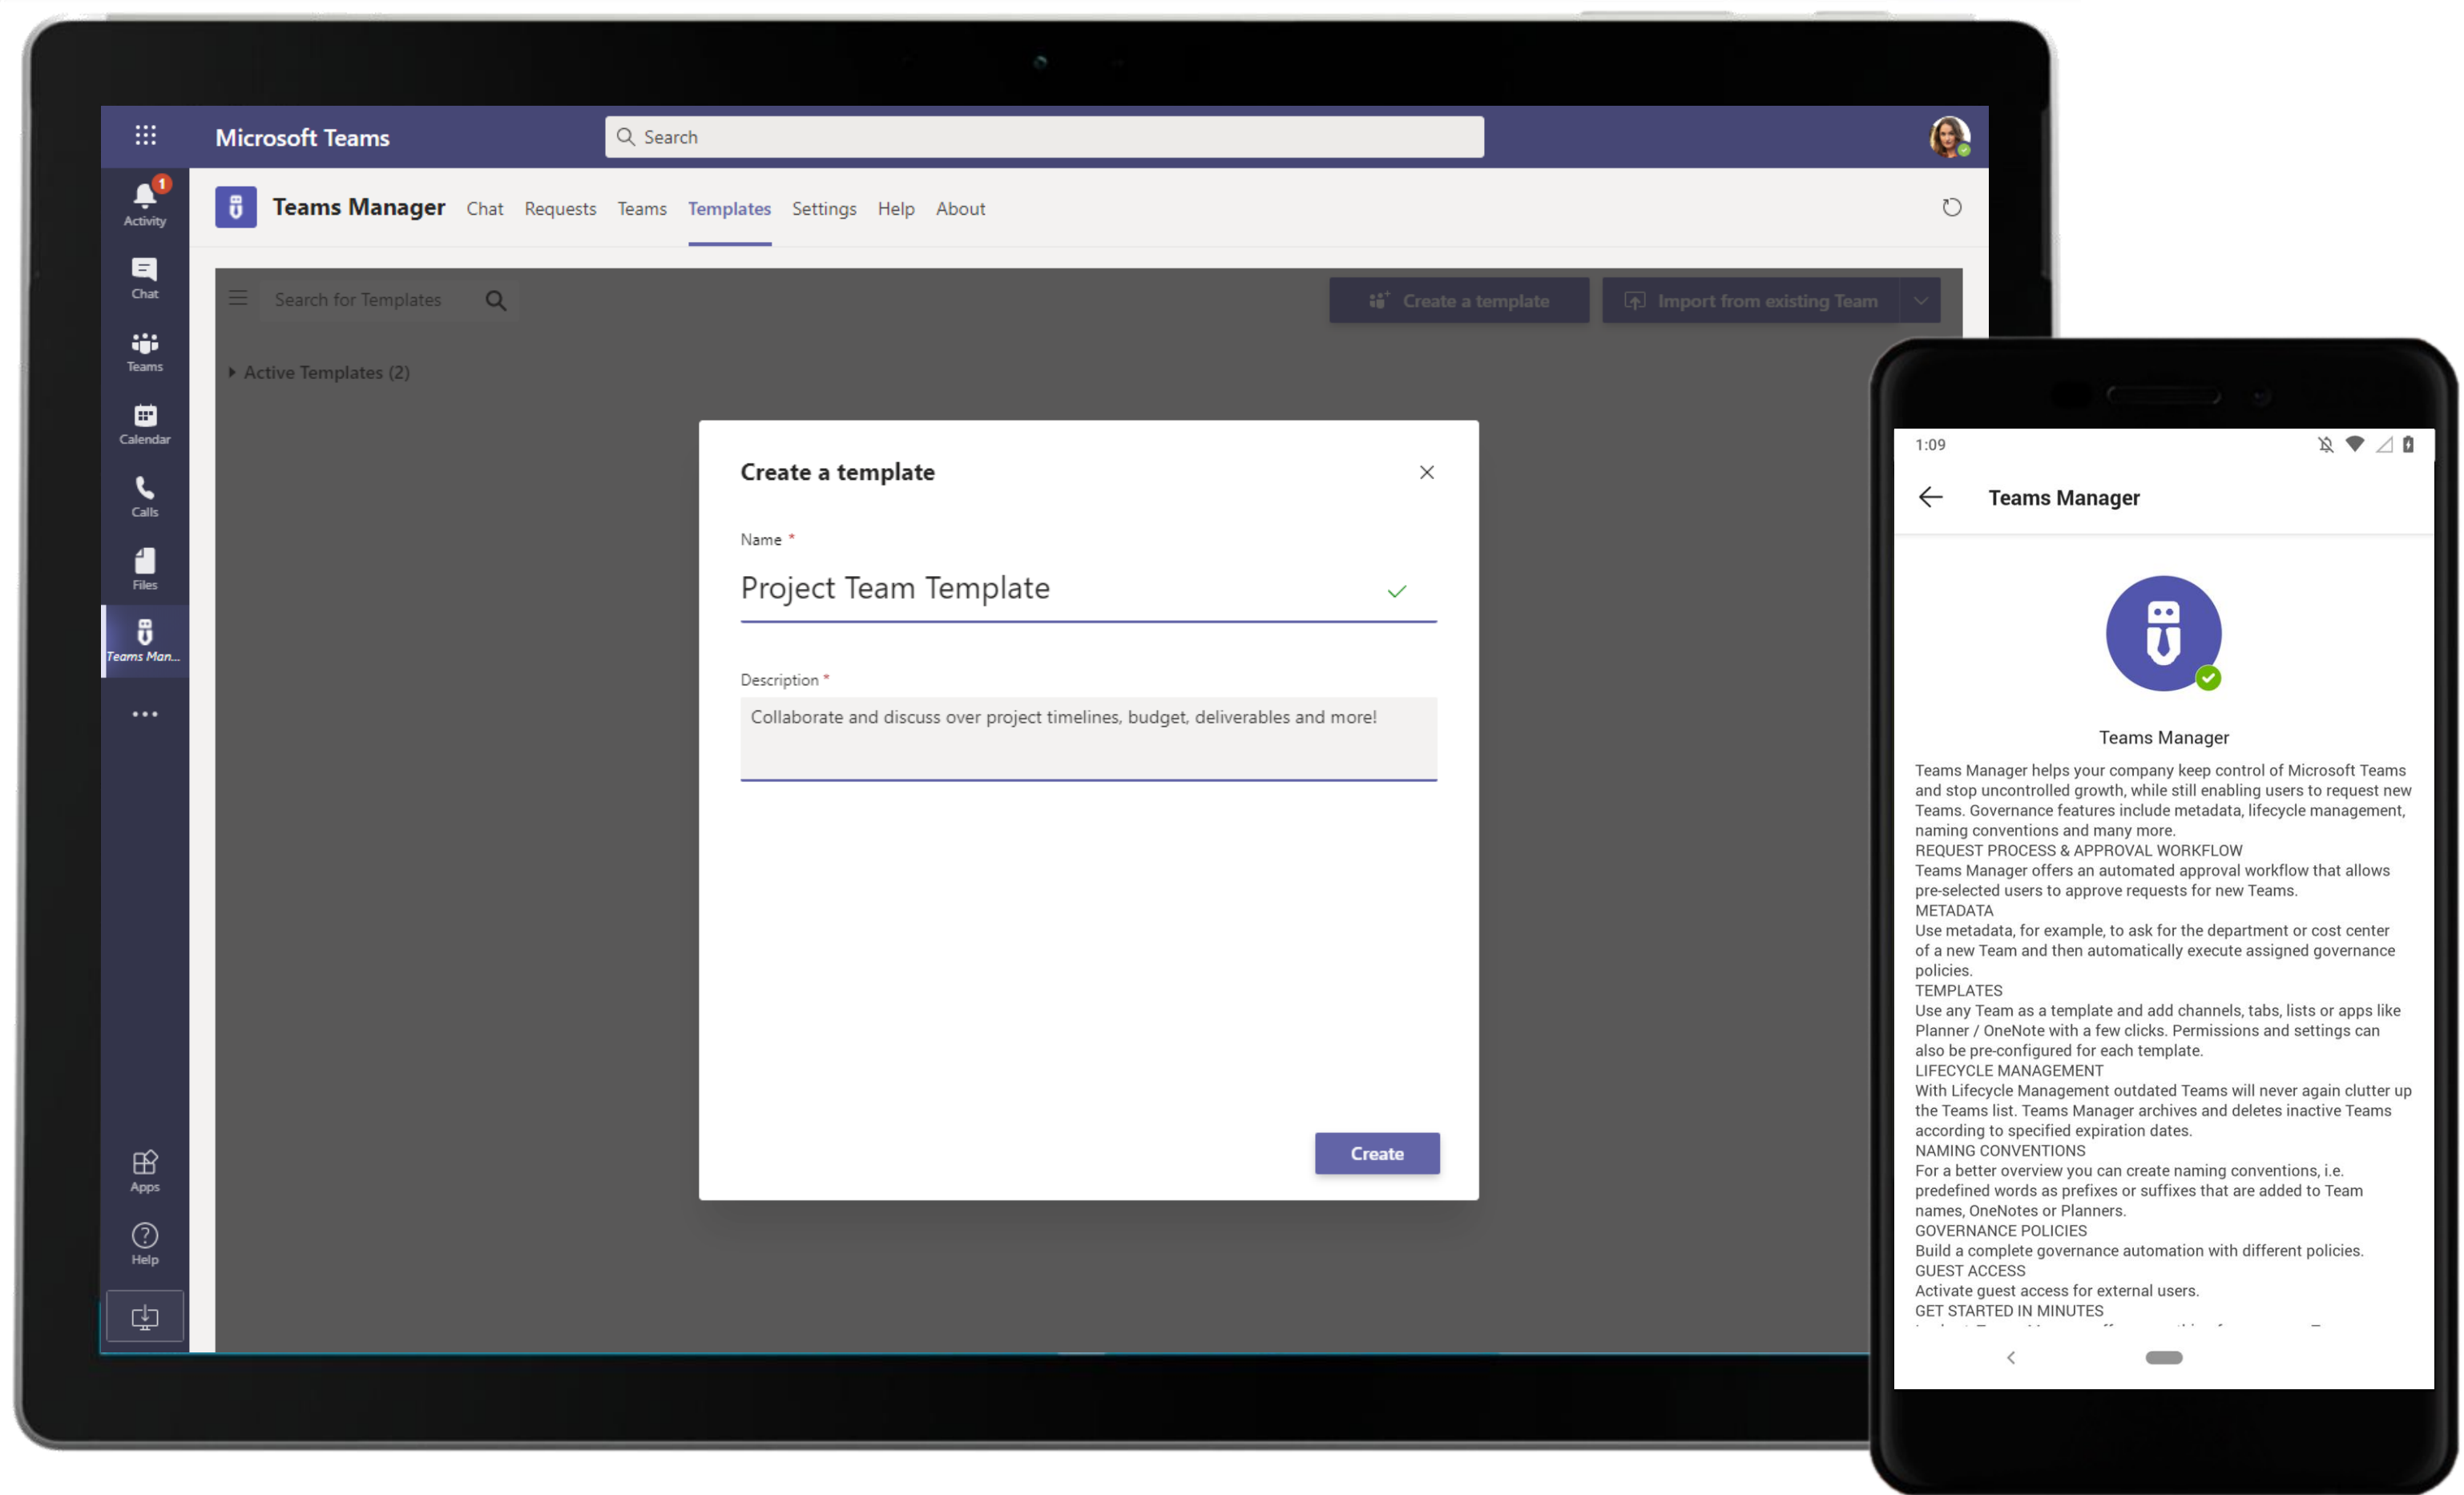 Microsoft Teams
Search
1
Activity
Chat
Teams
Calendar
Calls
Files
Teams Man...
Apps
Help
Teams Manager Chat Requests Teams Templates Settings Help About
Search for Templates
Create a template
Import from existing Team
Active Templates (2)
Create a template
Name *
Project Team Template
Description *
Collaborate and discuss over project timelines, budget, deliverables and more!
Create
1:09
Teams Manager
Teams Manager
Teams Manager helps your company keep control of Microsoft Teams
and stop uncontrolled growth, while still enabling users to request new
Teams. Governance features include metadata, lifecycle management,
naming conventions and many more.
REQUEST PROCESS & APPROVAL WORKFLOW
Teams Manager offers an automated approval workflow that allows
pre-selected users to approve requests for new Teams.
METADATA
Use metadata, for example, to ask for the department or cost center
of a new Team and then automatically execute assigned governance
policies.
TEMPLATES
Use any Team as a template and add channels, tabs, lists or apps like
Planner / OneNote with a few clicks. Permissions and settings can
also be pre-configured for each template.
LIFECYCLE MANAGEMENT
With Lifecycle Management outdated Teams will never again clutter up
the Teams list. Teams Manager archives and deletes inactive Teams
according to specified expiration dates.
NAMING CONVENTIONS
For a better overview you can create naming conventions, i.e.
predefined words as prefixes or suffixes that are added to Team
names, OneNotes or Planners.
GOVERNANCE POLICIES
Build a complete governance automation with different policies.
GUEST ACCESS
Activate guest access for external users.
GET STARTED IN MINUTES